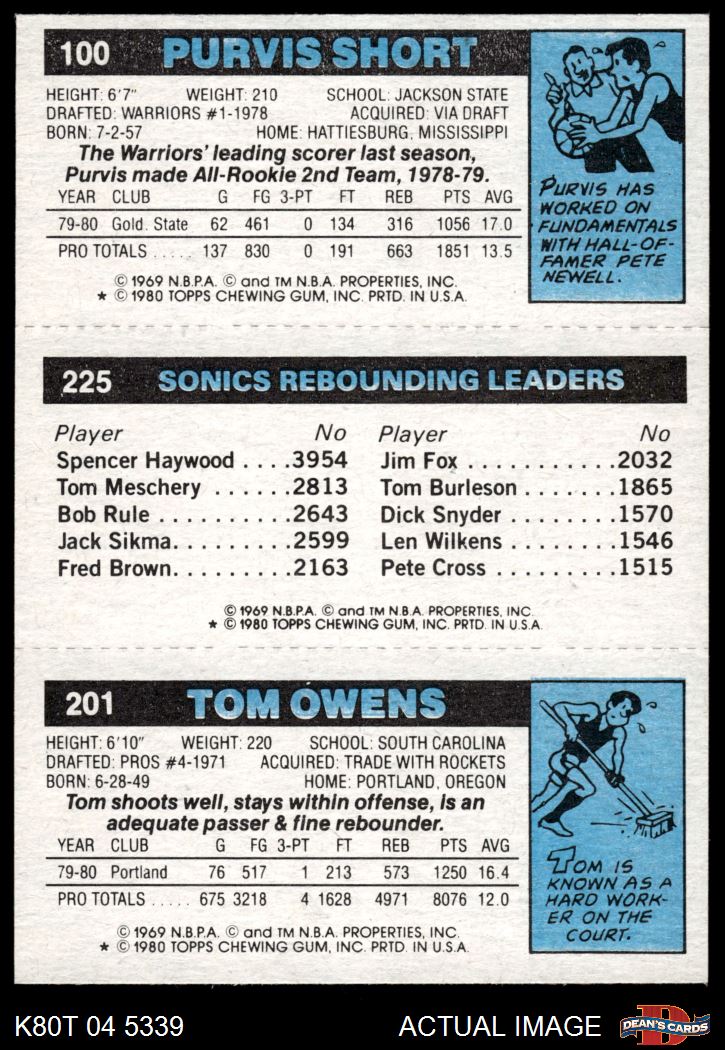 100 PURVIS SHORT
HEIGHT: 6'7" WEIGHT: 210 SCHOOL: JACKSON STATE
DRAFTED: WARRIORS #1-1978 ACQUIRED: VIA DRAFT
BORN: 7-2-57 HOME: HATTIESBURG, MISSISSIPPI
The Warriors' leading scorer last season,
Purvis made All-Rookie 2nd Team, 1978-79.
YEAR CLUB G FG 3-PT FT REB PTS AVG
79-80 Gold. State 62 461 0 134 316 1056 17.0
PRO TOTALS ..... 137 830 0 191 663 1851 13.5
© 1969 N.B.P.A. © and TM N.B.A. PROPERTIES, INC.
★ © 1980 TOPPS CHEWING GUM, INC. PRTD. IN U.S.A.
PURVIS HAS
WORKED ON
FUNDAMENTALS
WITH HALL-OF-
FAMER PETE
NEWELL.
225 SONICS REBOUNDING LEADERS
Player No Player No
Spencer Haywood ....3954 Jim Fox ...........2032
Tom Meschery ......2813 Tom Burleson .......1865
Bob Rule ..........2643 Dick Snyder ........1570
Jack Sikma.........2599 Len Wilkens ........1546
Fred Brown.........2163 Pete Cross .........1515
© 1969 N.B.P.A. © and TM N.B.A. PROPERTIES, INC.
★ © 1980 TOPPS CHEWING GUM, INC. PRTD. IN U.S.A.
201 TOM OWENS
HEIGHT: 6'10" WEIGHT: 220 SCHOOL: SOUTH CAROLINA
DRAFTED: PROS #4-1971 ACQUIRED: TRADE WITH ROCKETS
BORN: 6-28-49 HOME: PORTLAND, OREGON
Tom shoots well, stays within offense, is an
adequate passer & fine rebounder.
YEAR CLUB G FG 3-PT FT REB PTS AVG
79-80 Portland 76 517 1 213 573 1250 16.4
PRO TOTALS ..... 675 3218 4 1628 4971 8076 12.0
© 1969 N.B.P.A. © and TM N.B.A. PROPERTIES, INC.
★ © 1980 TOPPS CHEWING GUM, INC. PRTD. IN U.S.A.
TOM IS
KNOWN AS A
HARD WORK-
ER ON THE
COURT.
K80T 04 5339 ACTUAL IMAGE D DEAN'S CARDS